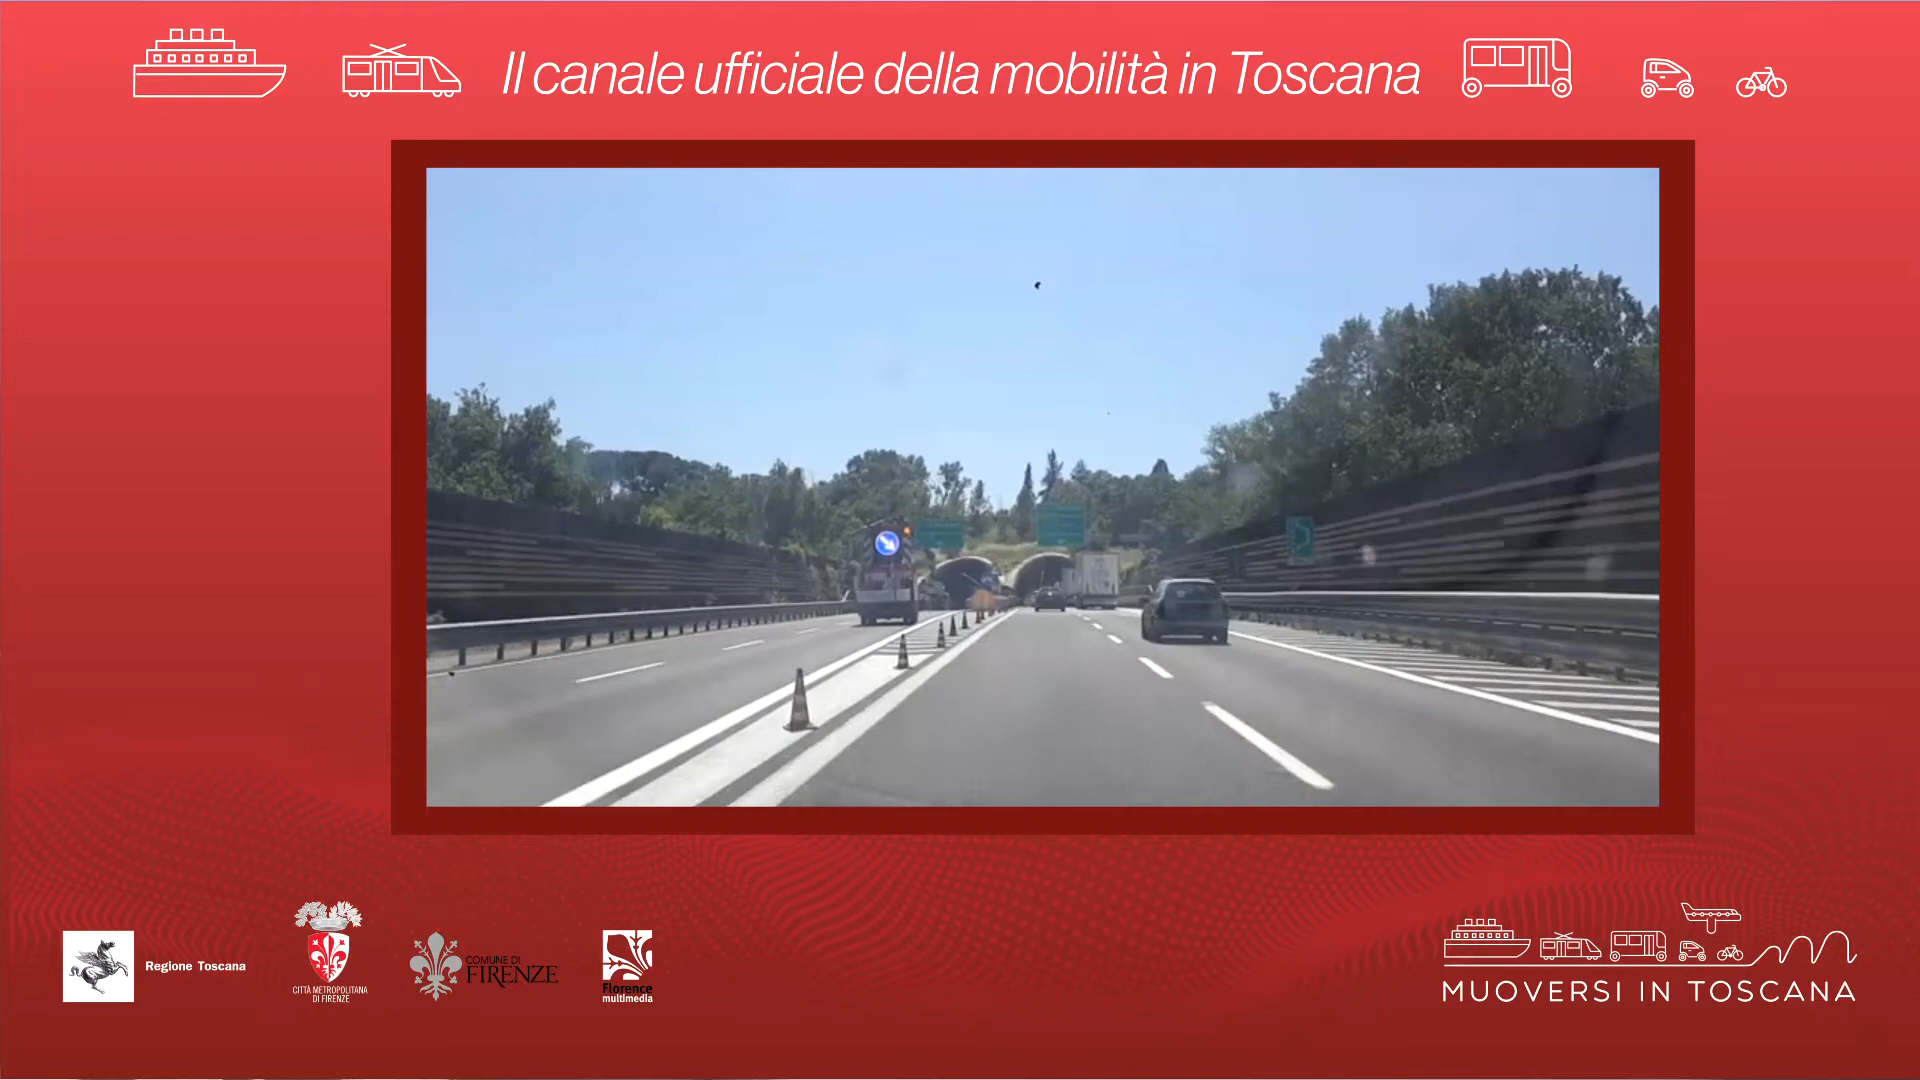 Il canale ufficiale della mobilità in Toscana
Regione Toscana
CITTÀ METROPOLITANA
DI FIRENZE
COMUNE DI
FIRENZE
Florence
multimedia
MUOVERSI IN TOSCANA